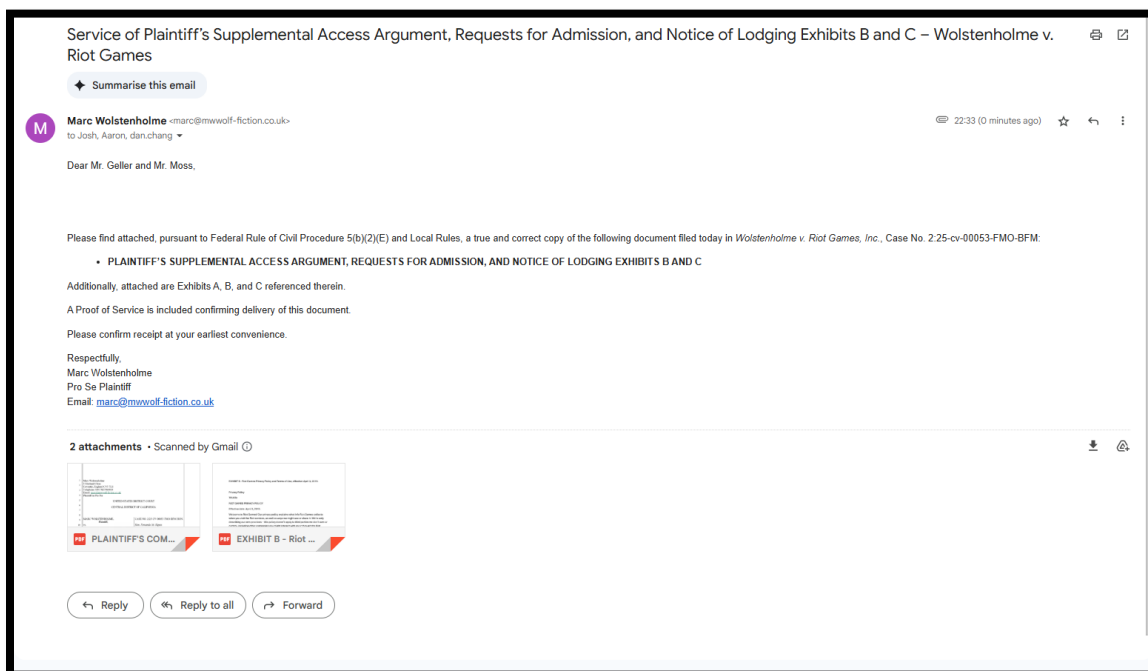 Service of Plaintiff's Supplemental Access Argument, Requests for Admission, and Notice of Lodging Exhibits B and C – Wolstenholme v.
Riot Games
Summarise this email
M
Marc Wolstenholme <marc@mwwolf-fiction.co.uk>
22:33 (0 minutes ago)
to Josh, Aaron, dan.chang
Dear Mr. Geller and Mr. Moss,
Please find attached, pursuant to Federal Rule of Civil Procedure 5(b)(2)(E) and Local Rules, a true and correct copy of the following document filed today in Wolstenholme v. Riot Games, Inc., Case No. 2:25-cv-00053-FMO-BFM:
• PLAINTIFF'S SUPPLEMENTAL ACCESS ARGUMENT, REQUESTS FOR ADMISSION, AND NOTICE OF LODGING EXHIBITS B AND C
Additionally, attached are Exhibits A, B, and C referenced therein.
A Proof of Service is included confirming delivery of this document.
Please confirm receipt at your earliest convenience.
Respectfully,
Marc Wolstenholme
Pro Se Plaintiff
Email: marc@mwwolf-fiction.co.uk
2 attachments • Scanned by Gmail
PDF PLAINTIFF'S COM...
PDF EXHIBIT B - Riot ...
Reply
Reply to all
Forward